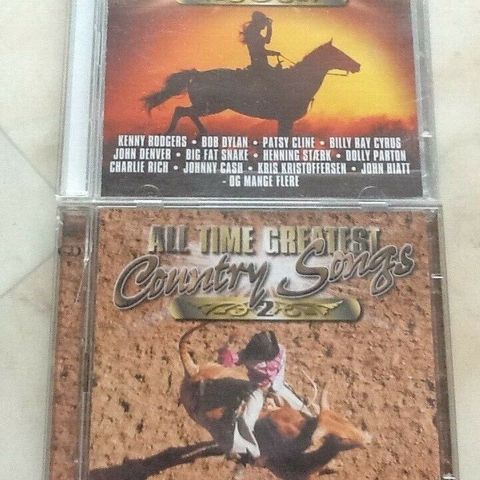 KENNY RODGERS • BOB DYLAN • PATSY CLINE • BILLY RAY CYRUS
JOHN DENVER • BIG FAT SNAKE • HENNING STÆRK • DOLLY PARTON
CHARLIE RICH • JOHNNY CASH • KRIS KRISTOFFERSEN • JOHN HIATT
- OG MANGE FLERE
ALL TIME GREATEST
Country Songs
2